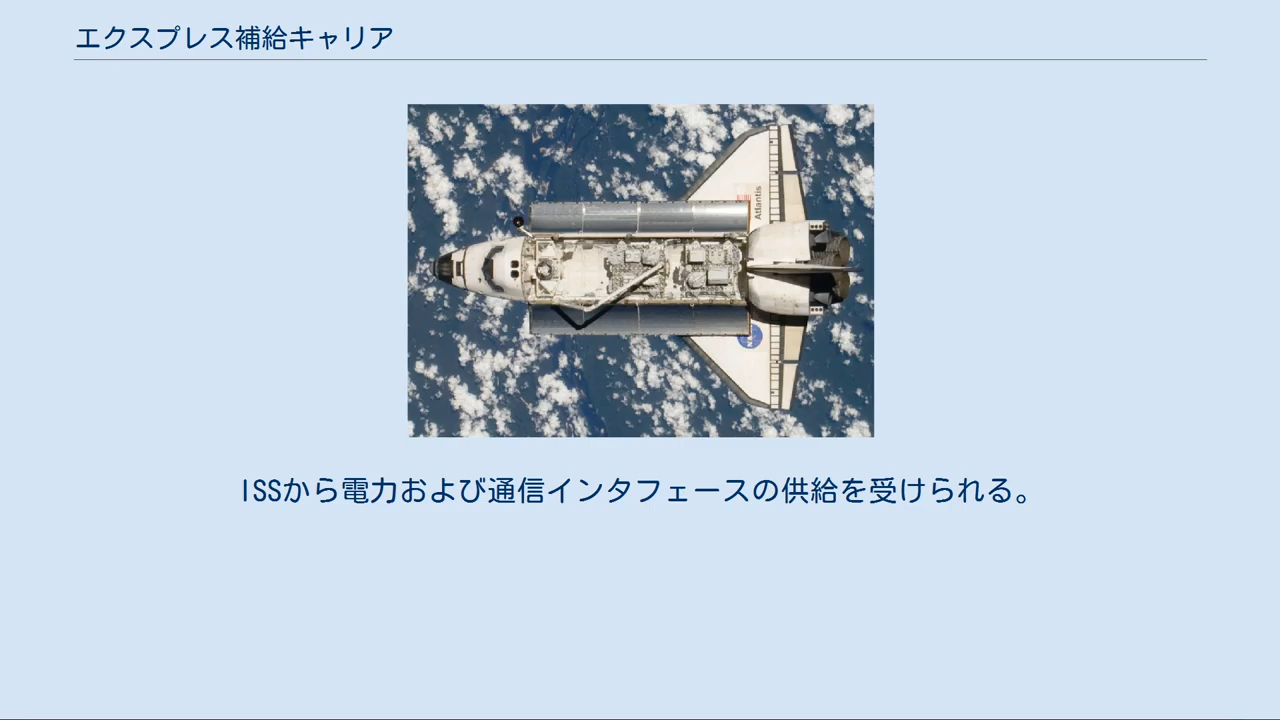 エクスプレス補給キャリア
Atlantis
ISSから電力および通信インタフェースの供給を受けられる。